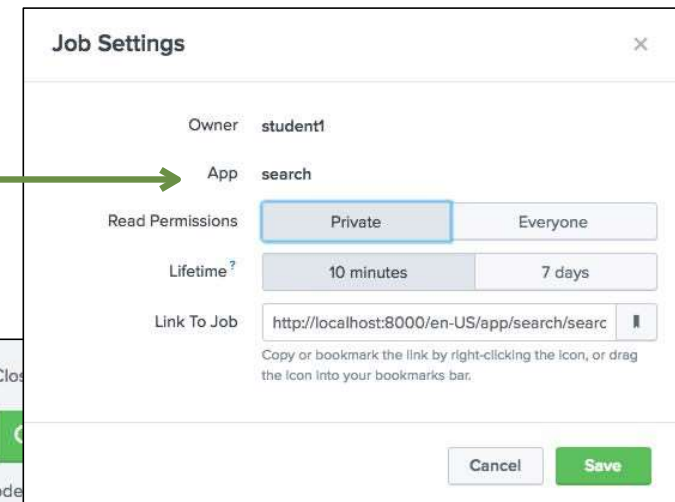 Job Settings ×
Owner student1
App search
Read Permissions Private Everyone
Lifetime ? 10 minutes 7 days
Link To Job http://localhost:8000/en-US/app/search/searc
Copy or bookmark the link by right-clicking the icon, or drag
the icon into your bookmarks bar.
Cancel Save